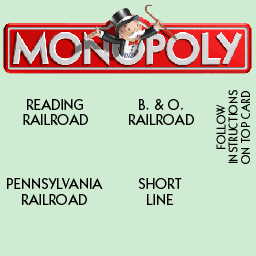 MONOPOLY
READING
RAILROAD
B. & O.
RAILROAD
FOLLOW
INSTRUCTIONS
ON TOP CARD
PENNSYLVANIA
RAILROAD
SHORT
LINE